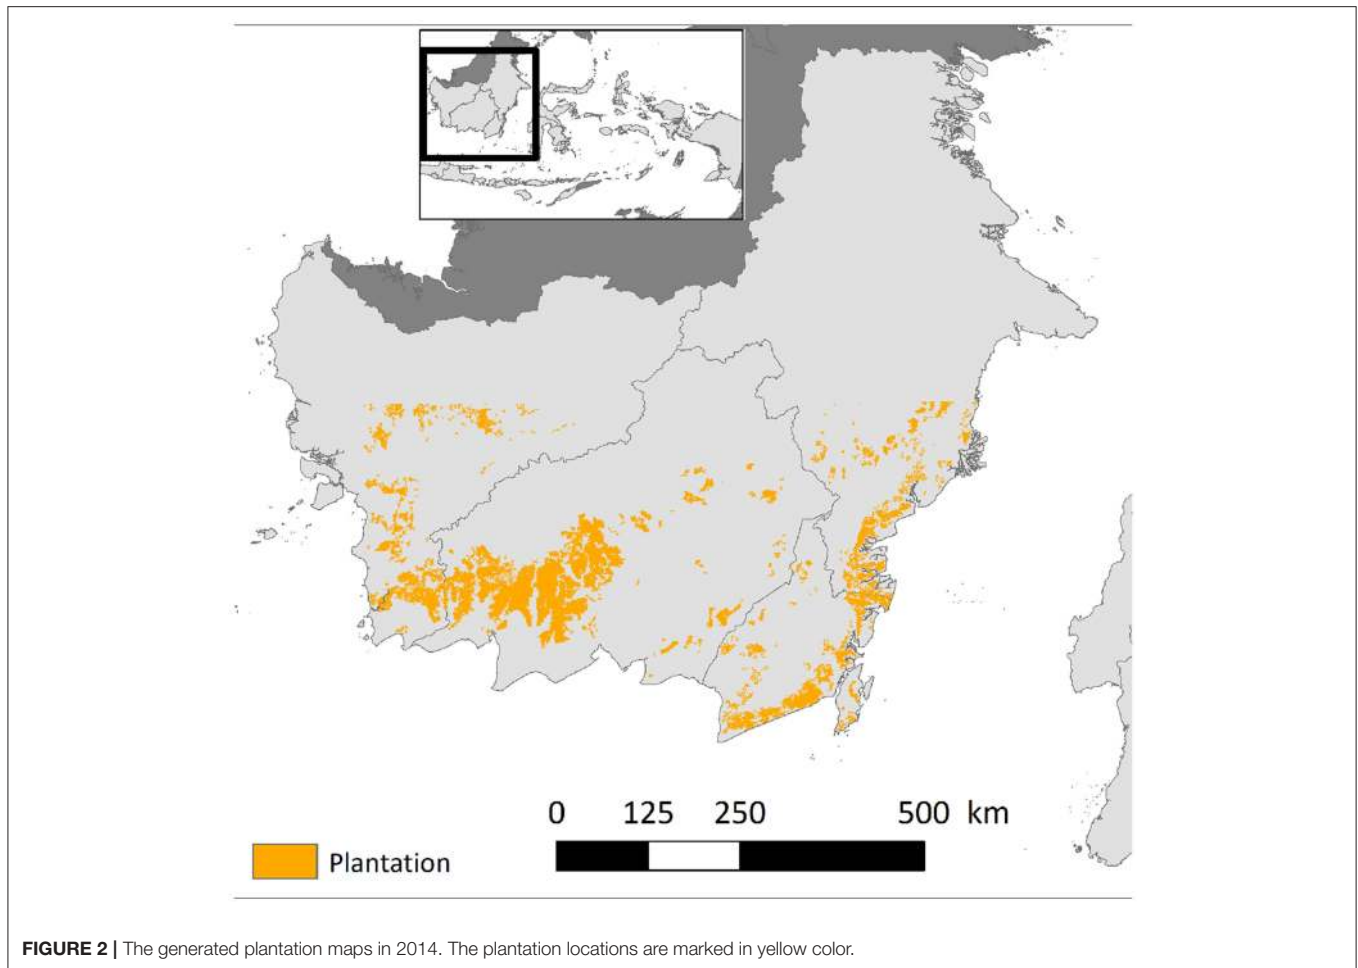 0 125 250 500 km
Plantation
FIGURE 2 | The generated plantation maps in 2014. The plantation locations are marked in yellow color.